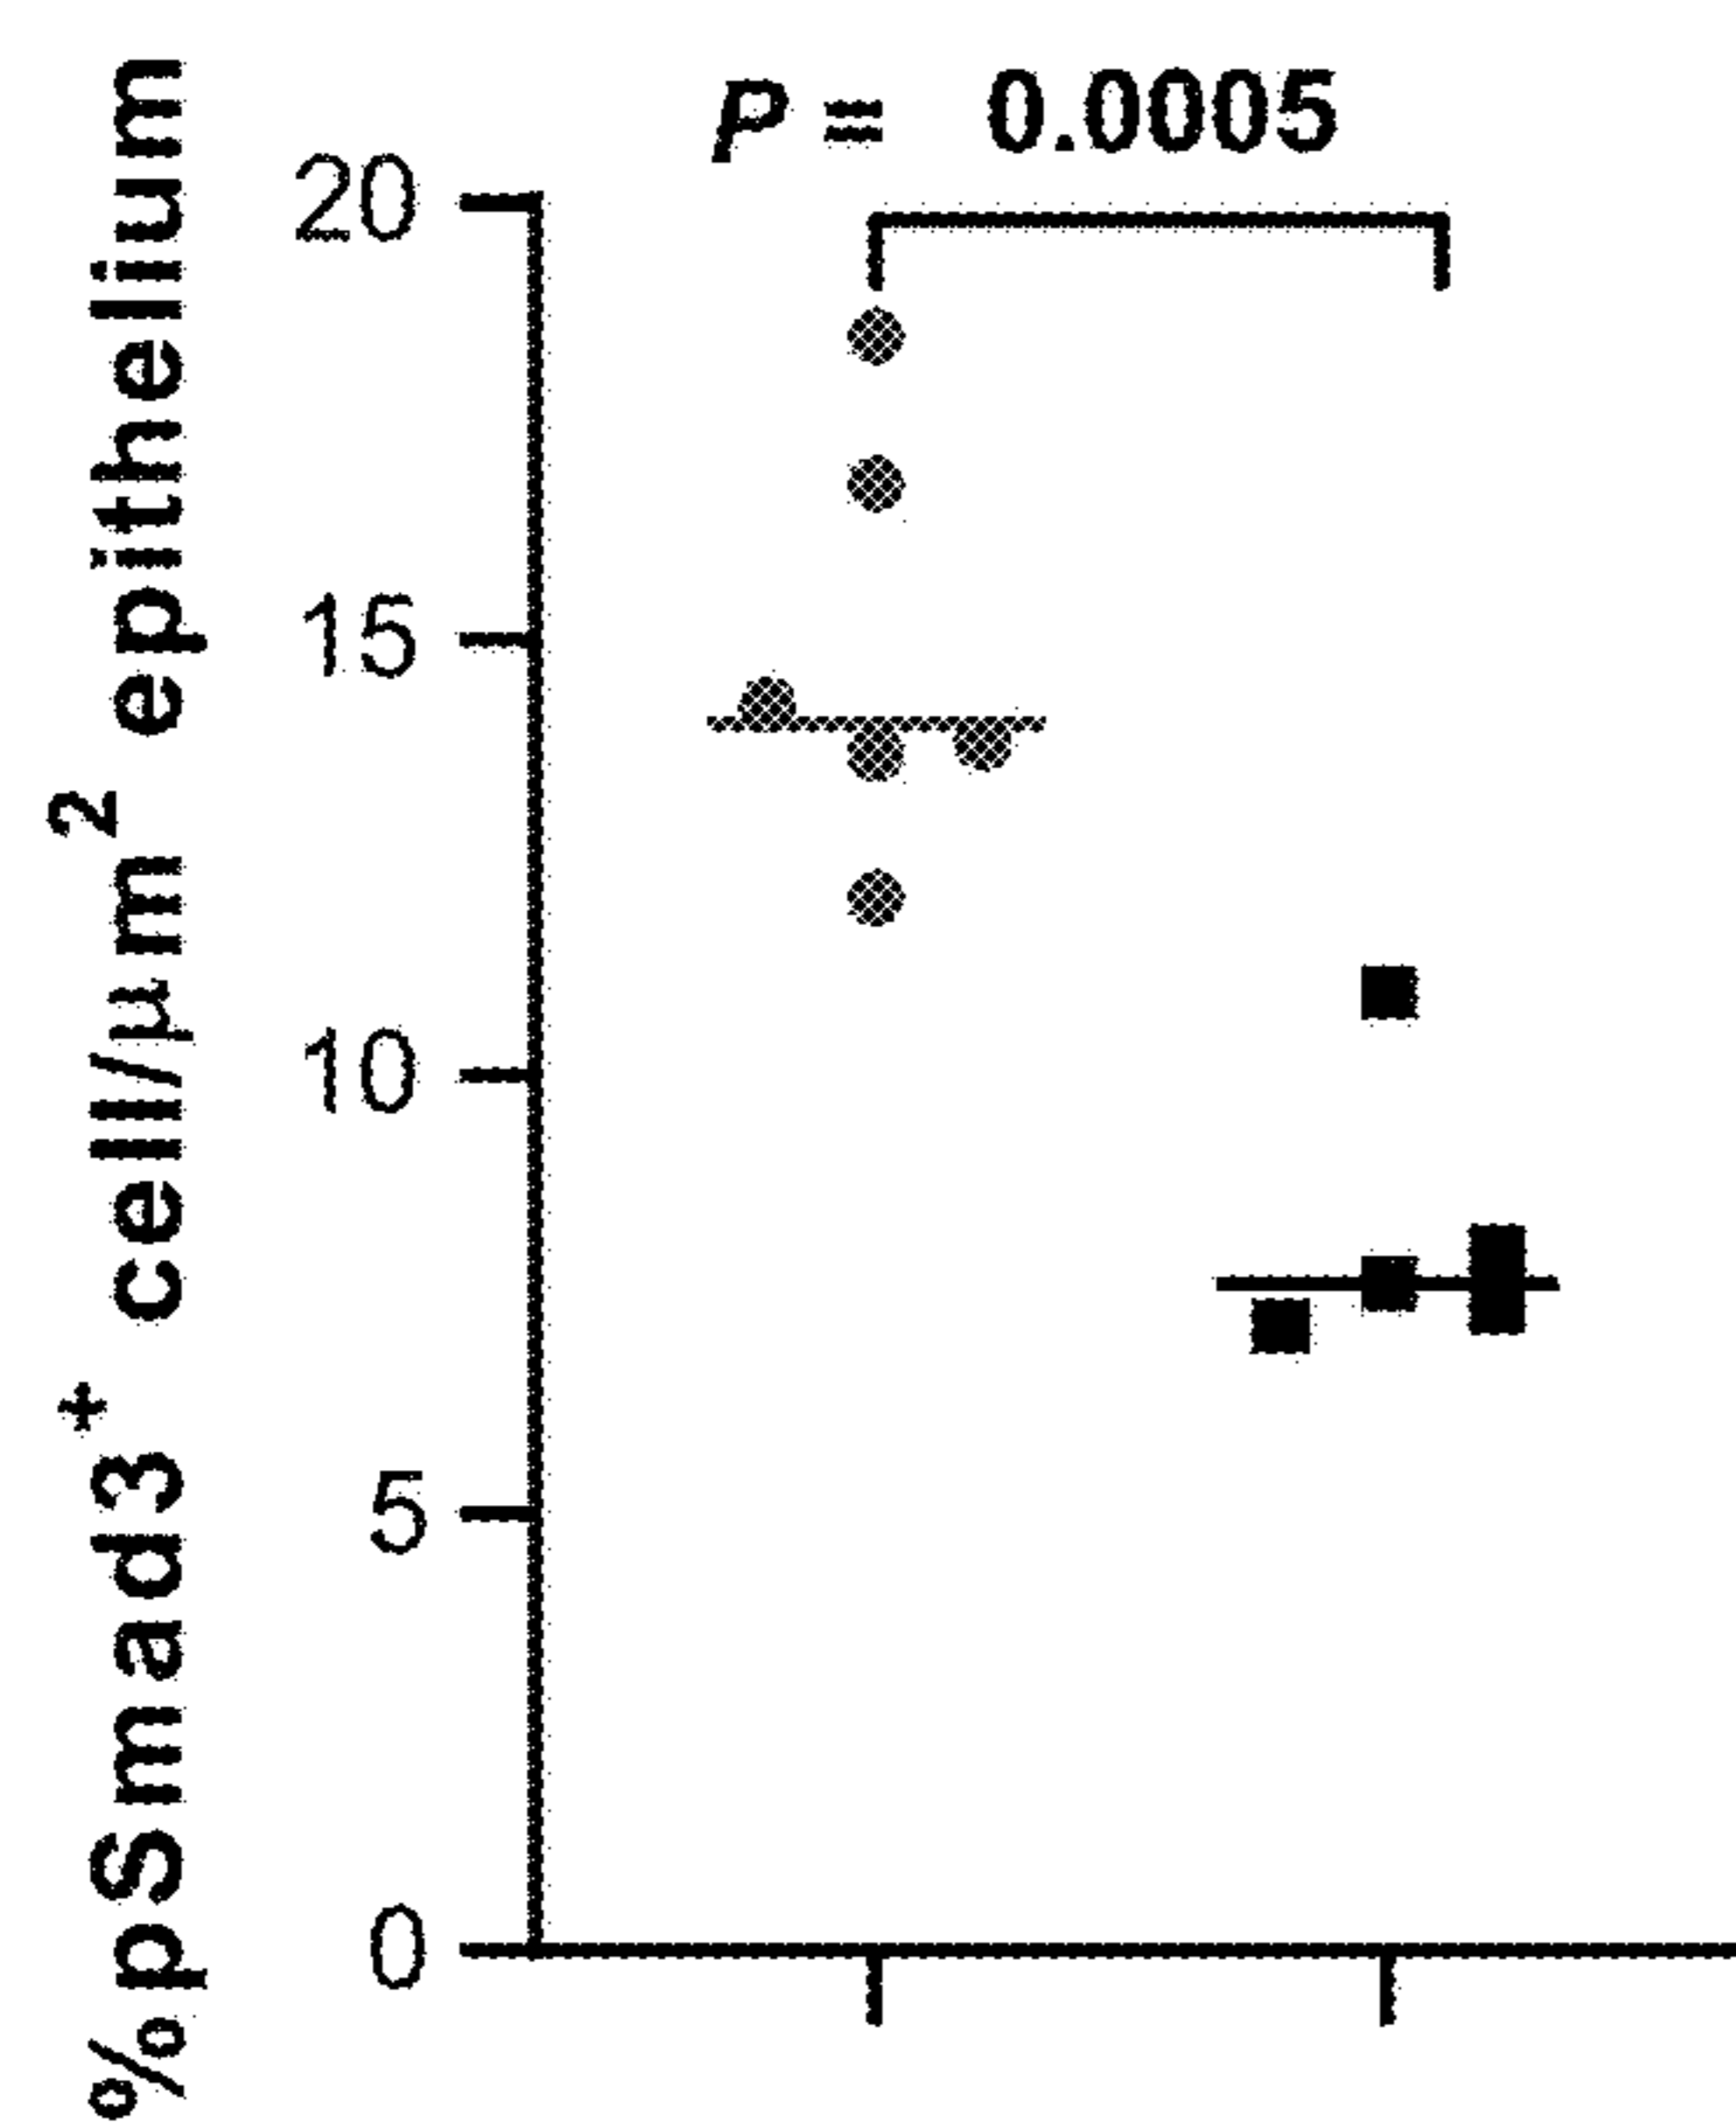 %pSmad3⁺ cell/μm² epithelium
P = 0.0005
20
15
10
5
0